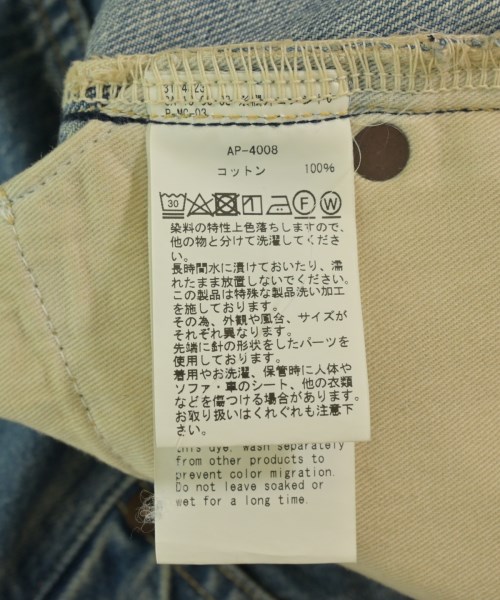 AP-4008
コットン 100%
30
F W
染料の特性上色落ちしますので、
他の物と分けて洗濯してくださ
い。
長時間水に漬けておいたり、濡
れたまま放置しないでください。
この製品は特殊な製品洗い加工
を施しております。
その為、外観や風合、サイズが
それぞれ異なります。
先端に針の形状をしたパーツを
使用しております。
着用やお洗濯、保管時に人体や
ソファ・車のシート、他の衣類
などを傷つける場合があります。
お取り扱いはくれぐれも注意下
さい。
this dye. Wash separately
from other products to
prevent color migration.
Do not leave soaked or
wet for a long time.